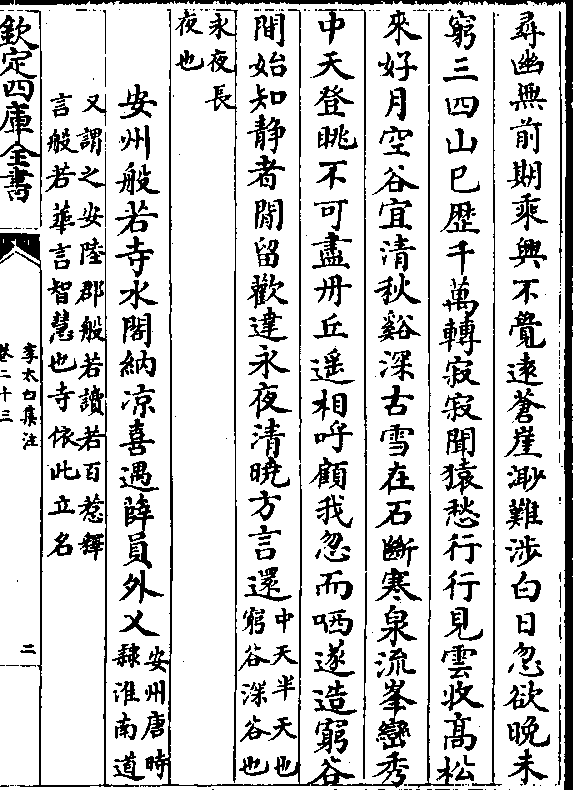 尋幽無前期乘興不覺遠蒼崖渺難涉白日忽欲晚未
窮三四山已歴千萬轉寂寂聞猿愁行行見雲收髙松
來好月空谷宜清秋谿深古雪在石斷寒泉流峯巒秀
中天登眺不可盡丹丘遥相呼顧我忽而哂遂造窮谷
間始知静者閒留歡達永夜清曉方言還
中天半天也
窮谷深谷也
永夜長
夜也
安州般若寺水閣納凉喜遇薛員外乂
安州唐時
隸淮南道
又謂之安陸郡般若讀若百惹釋
言般若華言智慧也寺依此立名
欽定四庫全書
李太白集注
卷二十三
二